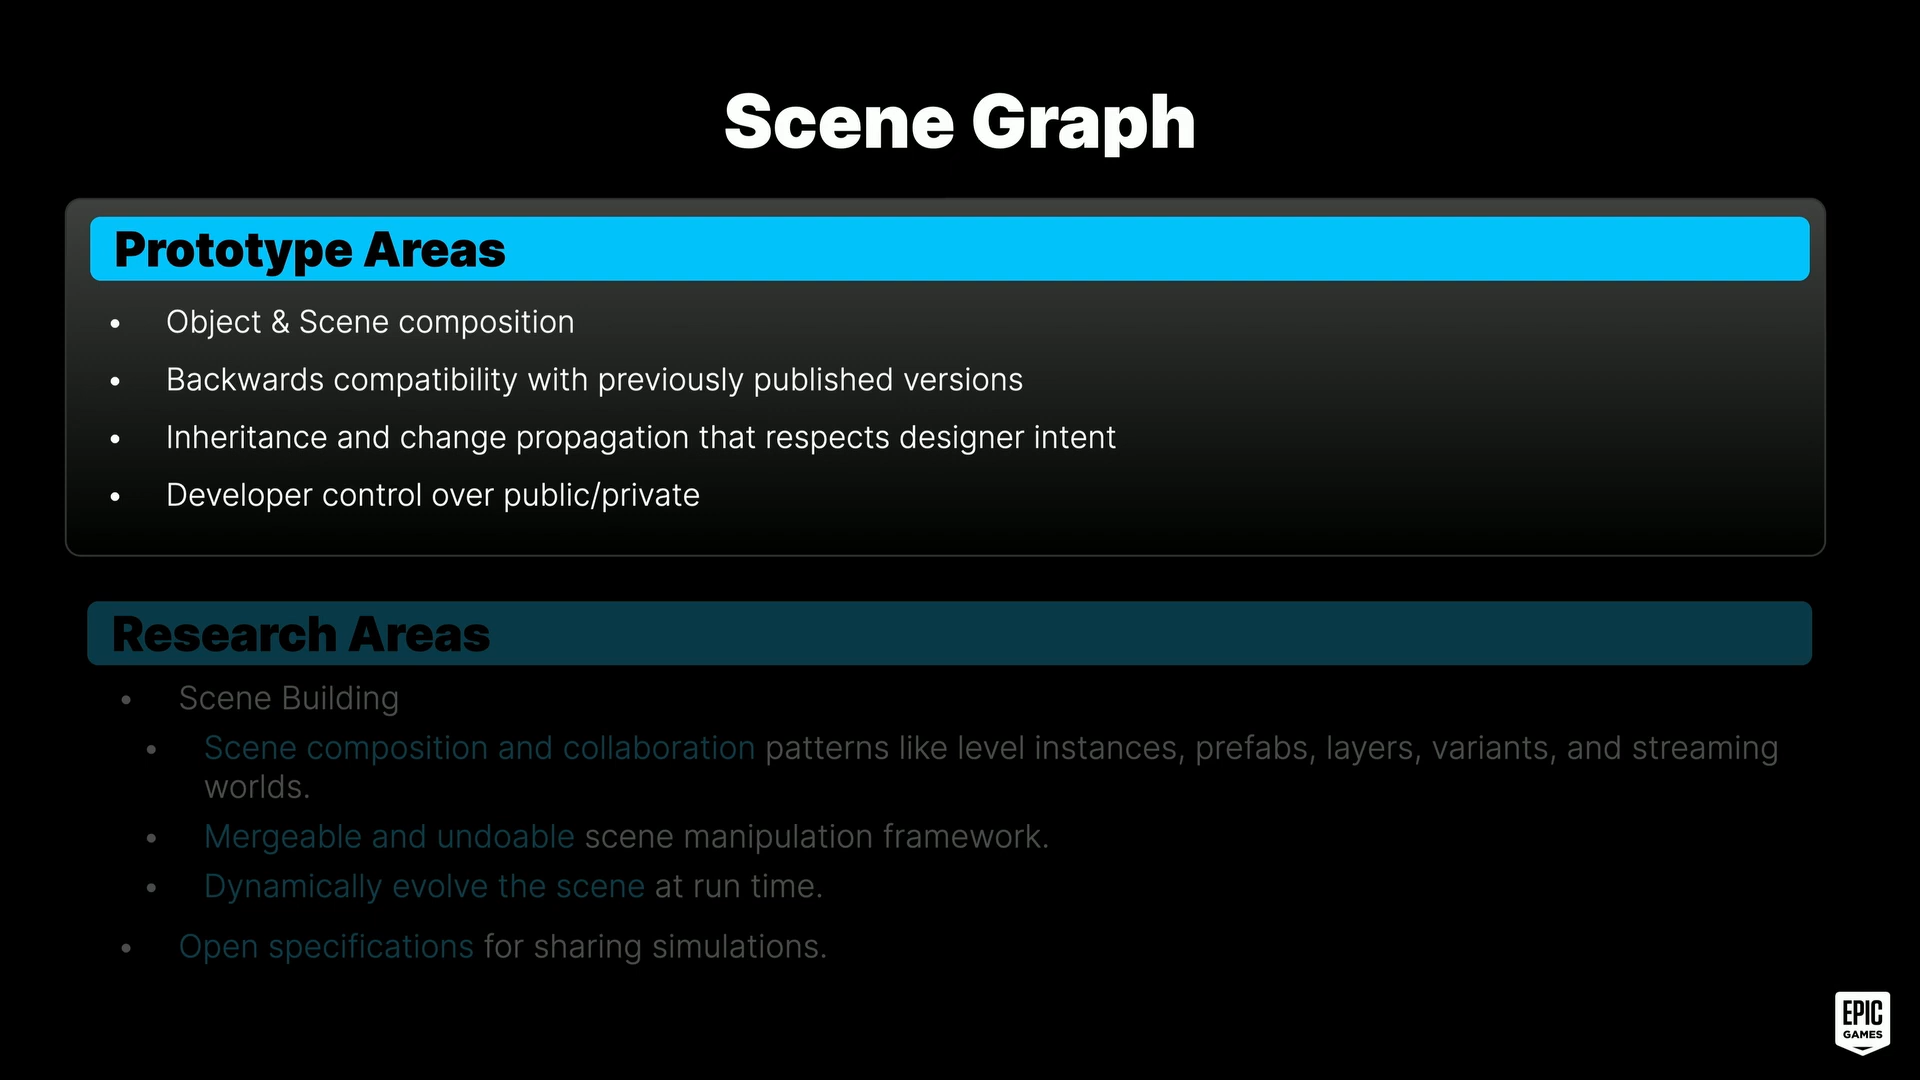 Scene Graph
Prototype Areas
• Object & Scene composition
• Backwards compatibility with previously published versions
• Inheritance and change propagation that respects designer intent
• Developer control over public/private
Research Areas
• Scene Building
• Scene composition and collaboration patterns like level instances, prefabs, layers, variants, and streaming
worlds.
• Mergeable and undoable scene manipulation framework.
• Dynamically evolve the scene at run time.
• Open specifications for sharing simulations.
EPIC
GAMES